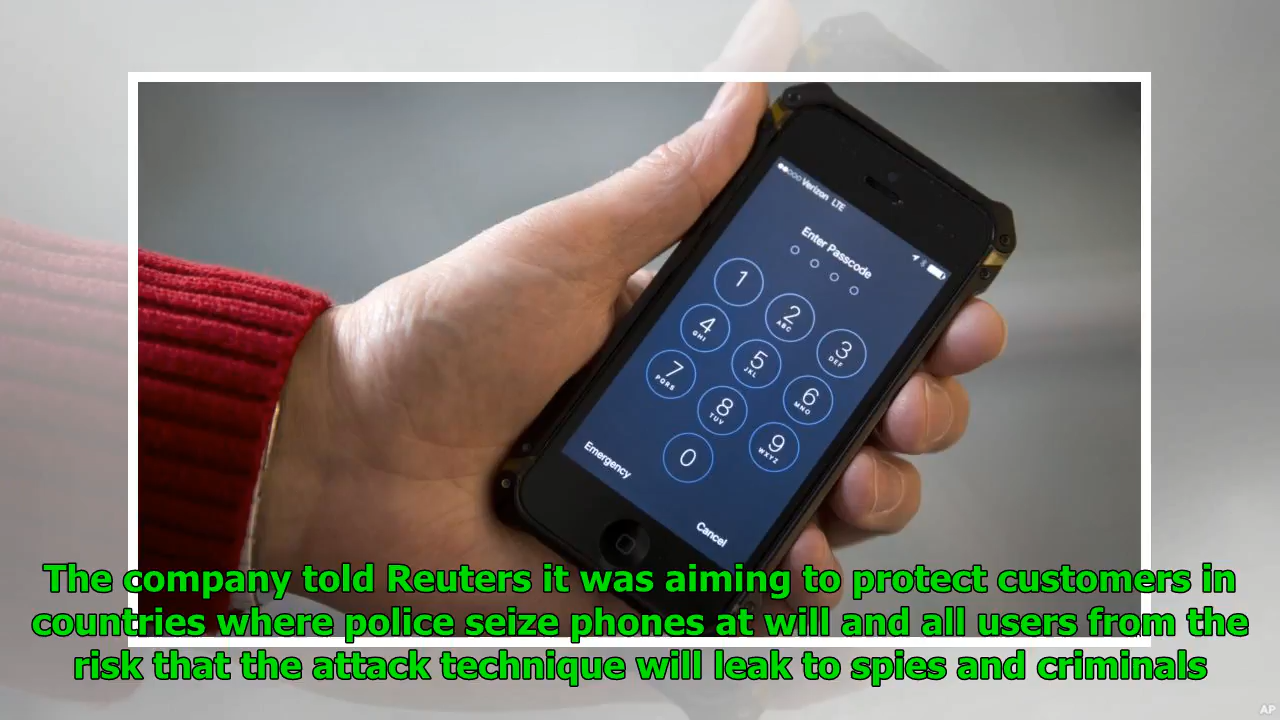 Verizon LTE
Enter Passcode
1
2
ABC
3
DEF
4
GHI
5
JKL
6
MNO
7
PQRS
8
TUV
9
WXYZ
0
Emergency
Cancel
The company told Reuters it was aiming to protect customers in
countries where police seize phones at will and all users from the
risk that the attack technique will leak to spies and criminals
AP